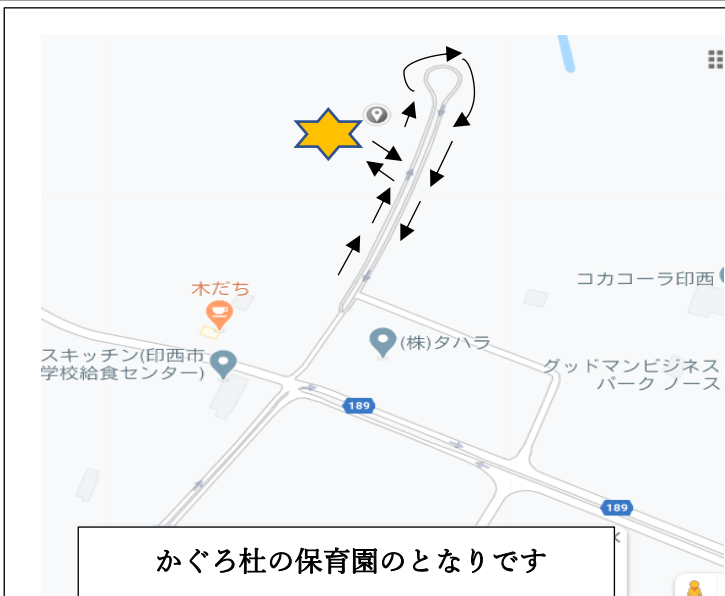 木だち
コカコーラ印西
(株)タハラ
スキッチン(印西市
学校給食センター)
グッドマンビジネス
パーク ノース
189
189
かぐろ杜の保育園のとなりです